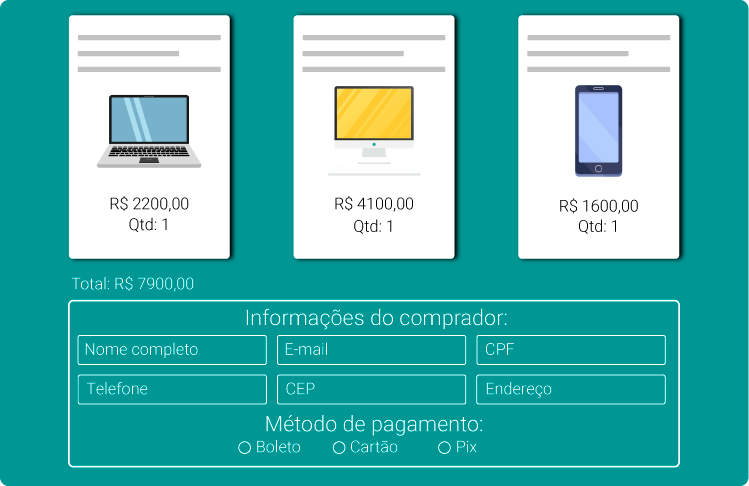 R$ 2200,00
Qtd: 1
R$ 4100,00
Qtd: 1
R$ 1600,00
Qtd: 1
Total: R$ 7900,00
Informações do comprador:
Nome completo
E-mail
CPF
Telefone
CEP
Endereço
Método de pagamento:
Boleto
Cartão
Pix